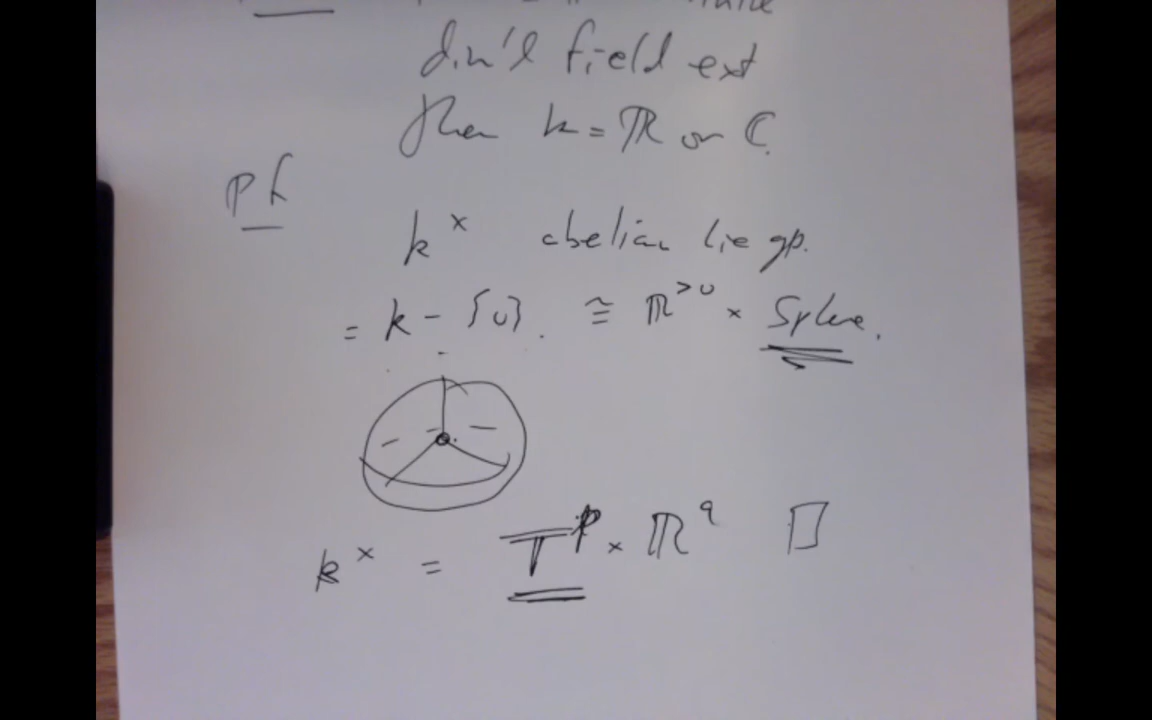 dim'l field ext
Then k = ℝ or ℂ.
pf
k^× abelian Lie gp.
= k - {0}. ≅ ℝ^{>0} × Sphere.
k^× = T^p × ℝ^q □